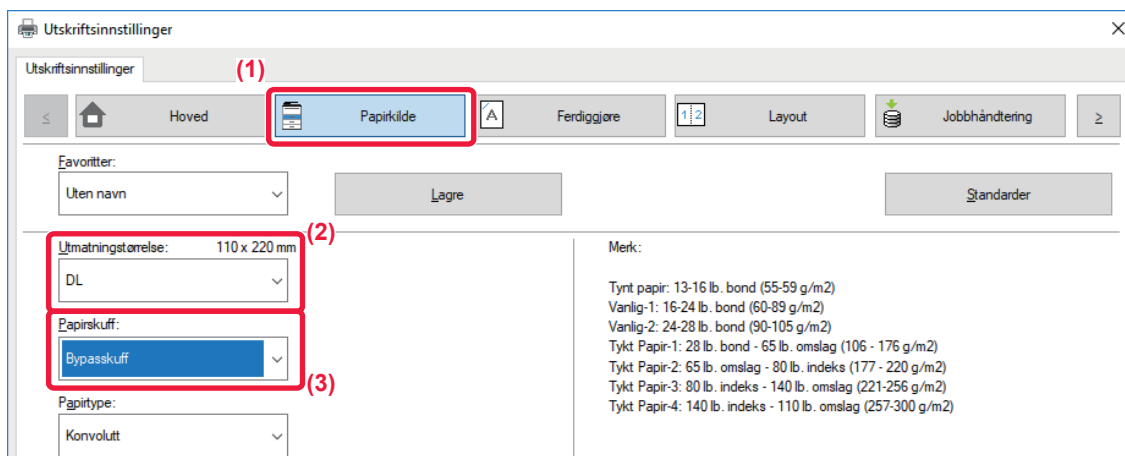 Utskriftsinnstillinger
Utskriftsinnstillinger
(1)
<
Hoved
Papirkilde
A
Ferdiggjøre
1 2
Layout
Jobbhåndtering
>
Favoritter:
Uten navn
Lagre
Standarder
(2)
Utmatningstørrelse: 110 x 220 mm
DL
Papirskuff:
Bypasskuff
(3)
Papirtype:
Konvolutt
Merk:
Tynt papir: 13-16 lb. bond (55-59 g/m2)
Vanlig-1: 16-24 lb. bond (60-89 g/m2)
Vanlig-2: 24-28 lb. bond (90-105 g/m2)
Tykt Papir-1: 28 lb. bond - 65 lb. omslag (106 - 176 g/m2)
Tykt Papir-2: 65 lb. omslag - 80 lb. indeks (177 - 220 g/m2)
Tykt Papir-3: 80 lb. indeks - 140 lb. omslag (221-256 g/m2)
Tykt Papir-4: 140 lb. indeks - 110 lb. omslag (257-300 g/m2)